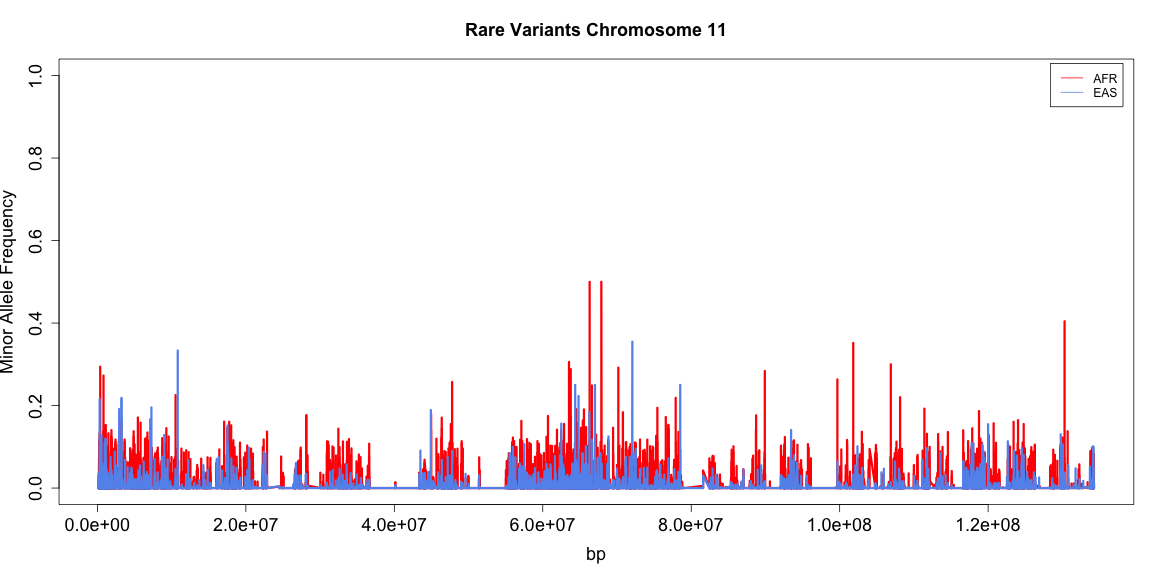 Rare Variants Chromosome 11
AFR
EAS
Minor Allele Frequency
1.0
0.8
0.6
0.4
0.2
0.0
0.0e+00 2.0e+07 4.0e+07 6.0e+07 8.0e+07 1.0e+08 1.2e+08
bp